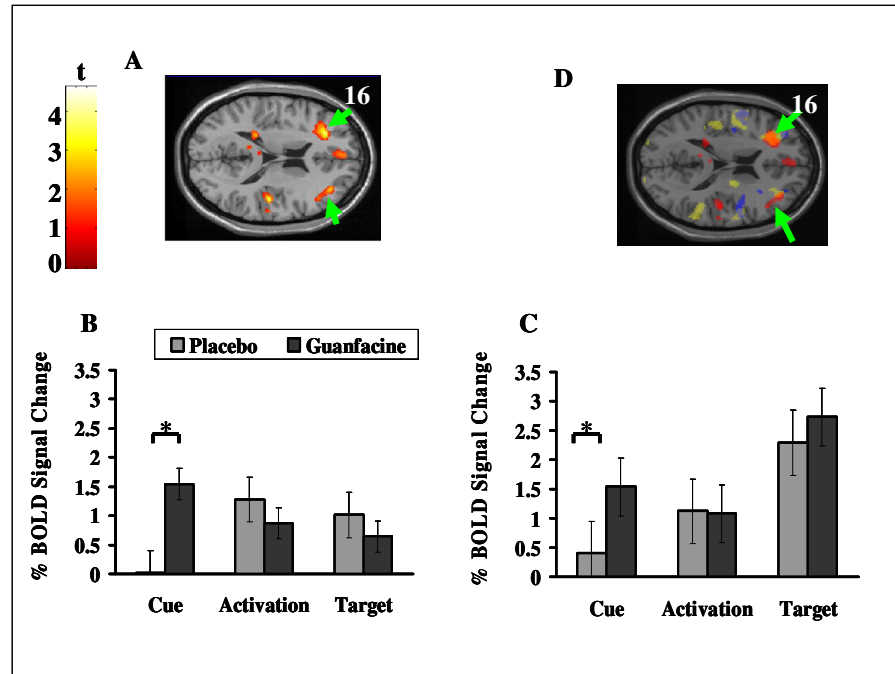 A
t
4
3
2
1
0
16
D
16
B
Placebo
Guanfacine
% BOLD Signal Change
3.5
3
2.5
2
1.5
1
0.5
0
*
Cue
Activation
Target
C
% BOLD Signal Change
3.5
3
2.5
2
1.5
1
0.5
0
*
Cue
Activation
Target